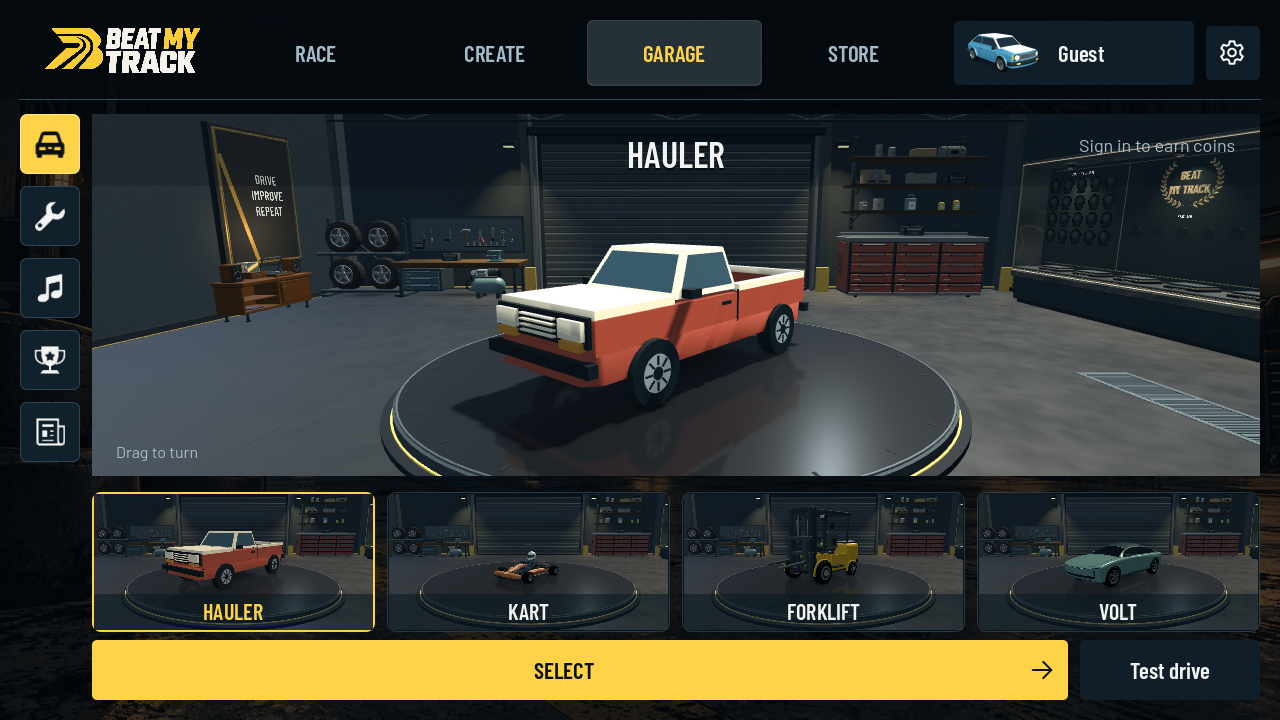 BEAT MY TRACK
RACE
CREATE
GARAGE
STORE
Guest
HAULER
Sign in to earn coins
DRIVE
IMPROVE
REPEAT
BEAT
MY TRACK
Drag to turn
HAULER
KART
FORKLIFT
VOLT
SELECT
Test drive